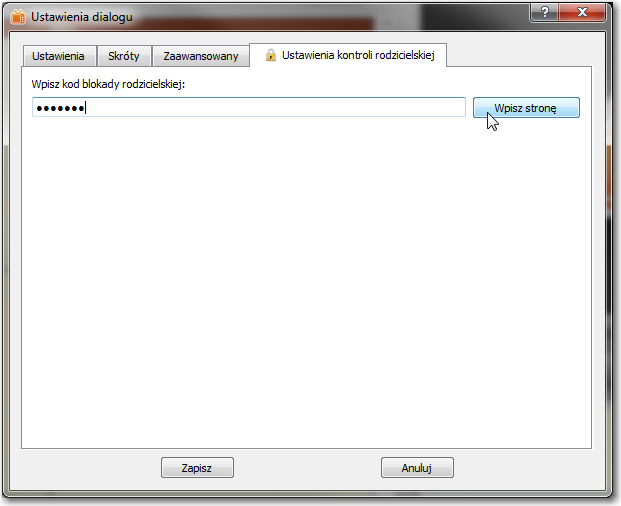 Ustawienia dialogu
Ustawienia Skróty Zaawansowany Ustawienia kontroli rodzicielskiej
Wpisz kod blokady rodzicielskiej:
●●●●●●● Wpisz stronę
Zapisz Anuluj